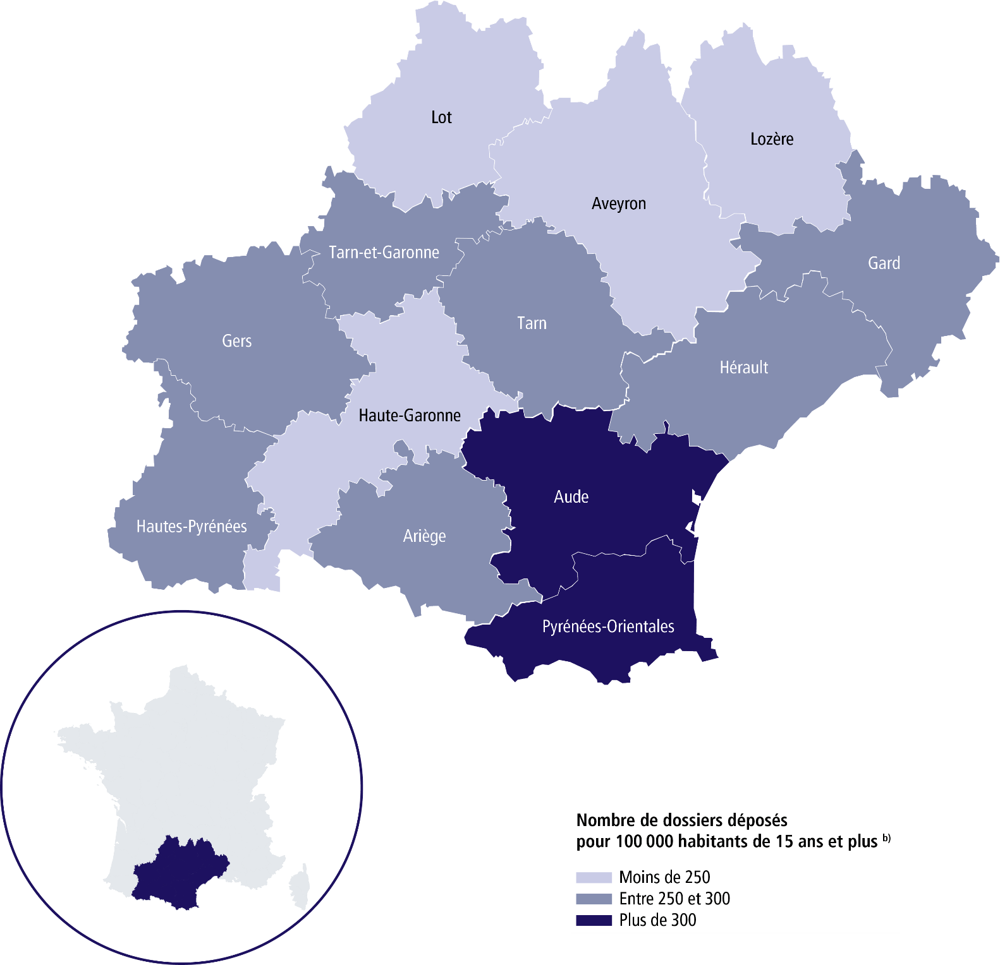 Lot
Lozère
Aveyron
Tarn-et-Garonne
Gard
Tarn
Gers
Hérault
Haute-Garonne
Aude
Hautes-Pyrénées
Ariège
Pyrénées-Orientales
Nombre de dossiers déposés
pour 100 000 habitants de 15 ans et plus b)
Moins de 250
Entre 250 et 300
Plus de 300